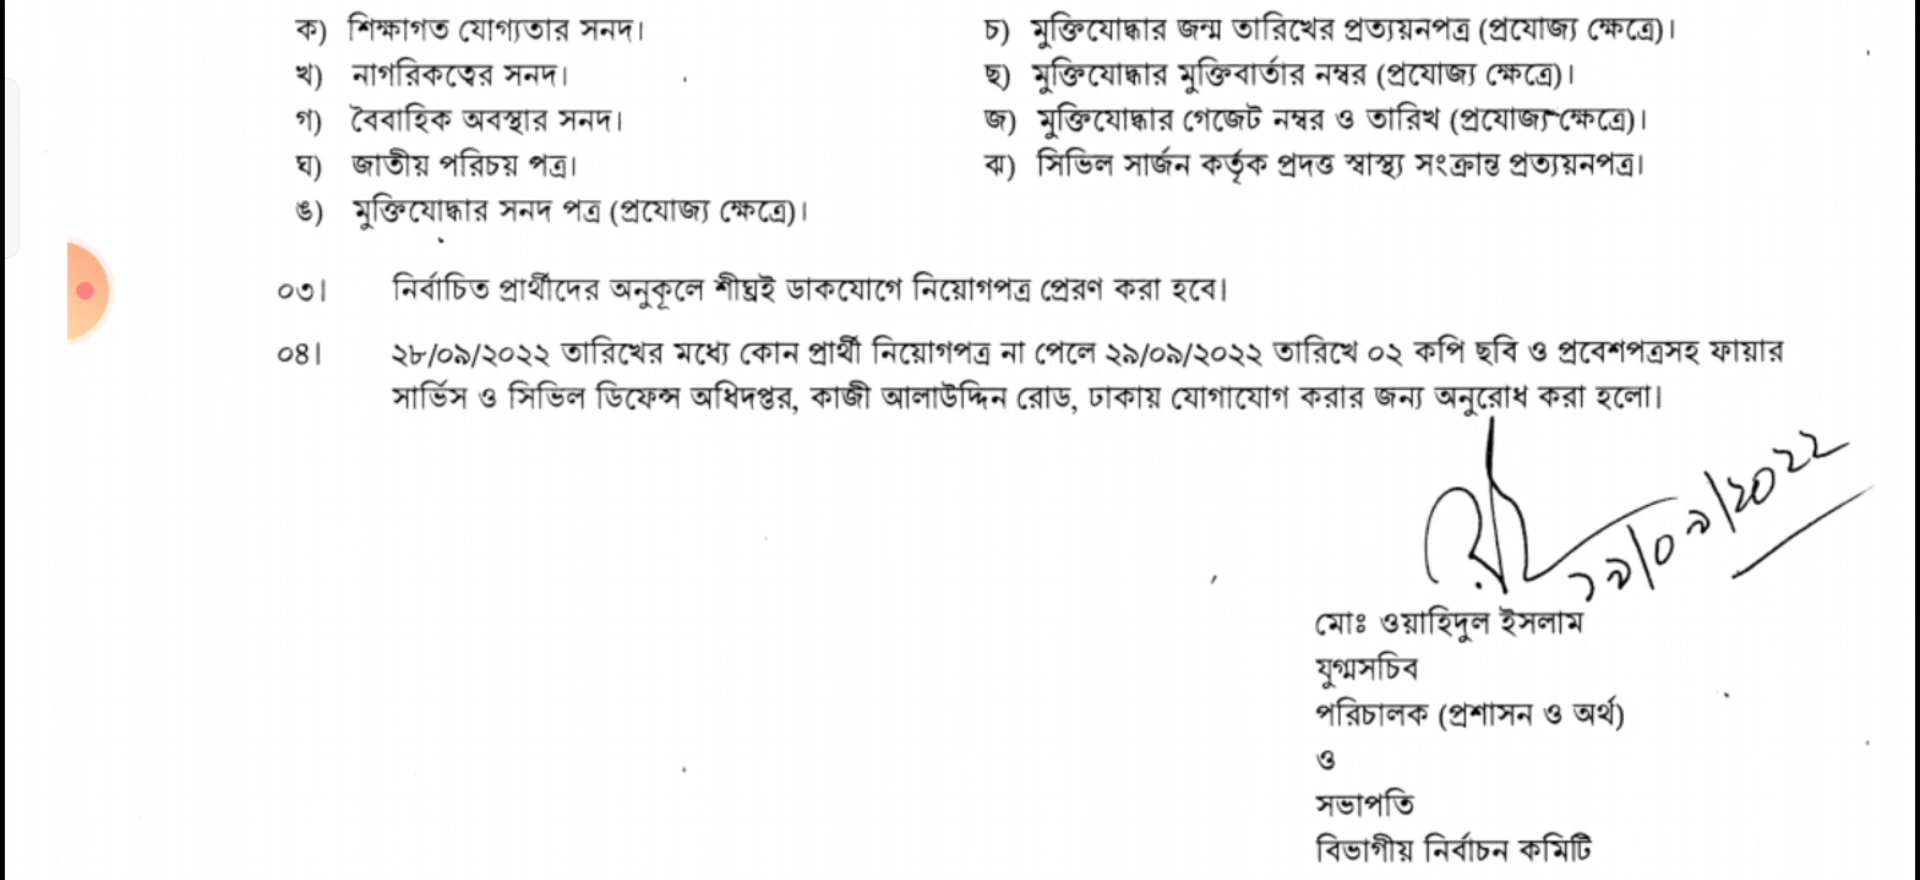 ক) শিক্ষাগত যোগ্যতার সনদ।
খ) নাগরিকত্বের সনদ।
গ) বৈবাহিক অবস্থার সনদ।
ঘ) জাতীয় পরিচয় পত্র।
ঙ) মুক্তিযোদ্ধার সনদ পত্র (প্রযোজ্য ক্ষেত্রে)।
চ) মুক্তিযোদ্ধার জন্ম তারিখের প্রত্যয়নপত্র (প্রযোজ্য ক্ষেত্রে)।
ছ) মুক্তিযোদ্ধার মুক্তিবার্তার নম্বর (প্রযোজ্য ক্ষেত্রে)।
জ) মুক্তিযোদ্ধার গেজেট নম্বর ও তারিখ (প্রযোজ্য ক্ষেত্রে)।
ঝ) সিভিল সার্জন কর্তৃক প্রদত্ত স্বাস্থ্য সংক্রান্ত প্রত্যয়নপত্র।
০৩। নির্বাচিত প্রার্থীদের অনুকূলে শীঘ্রই ডাকযোগে নিয়োগপত্র প্রেরণ করা হবে।
০৪। ২৮/০৯/২০২২ তারিখের মধ্যে কোন প্রার্থী নিয়োগপত্র না পেলে ২৯/০৯/২০২২ তারিখে ০২ কপি ছবি ও প্রবেশপত্রসহ ফায়ার
সার্ভিস ও সিভিল ডিফেন্স অধিদপ্তর, কাজী আলাউদ্দিন রোড, ঢাকায় যোগাযোগ করার জন্য অনুরোধ করা হলো।
১৯/০৯/২০২২
মোঃ ওয়াহিদুল ইসলাম
যুগ্মসচিব
পরিচালক (প্রশাসন ও অর্থ)
ও
সভাপতি
বিভাগীয় নির্বাচন কমিটি